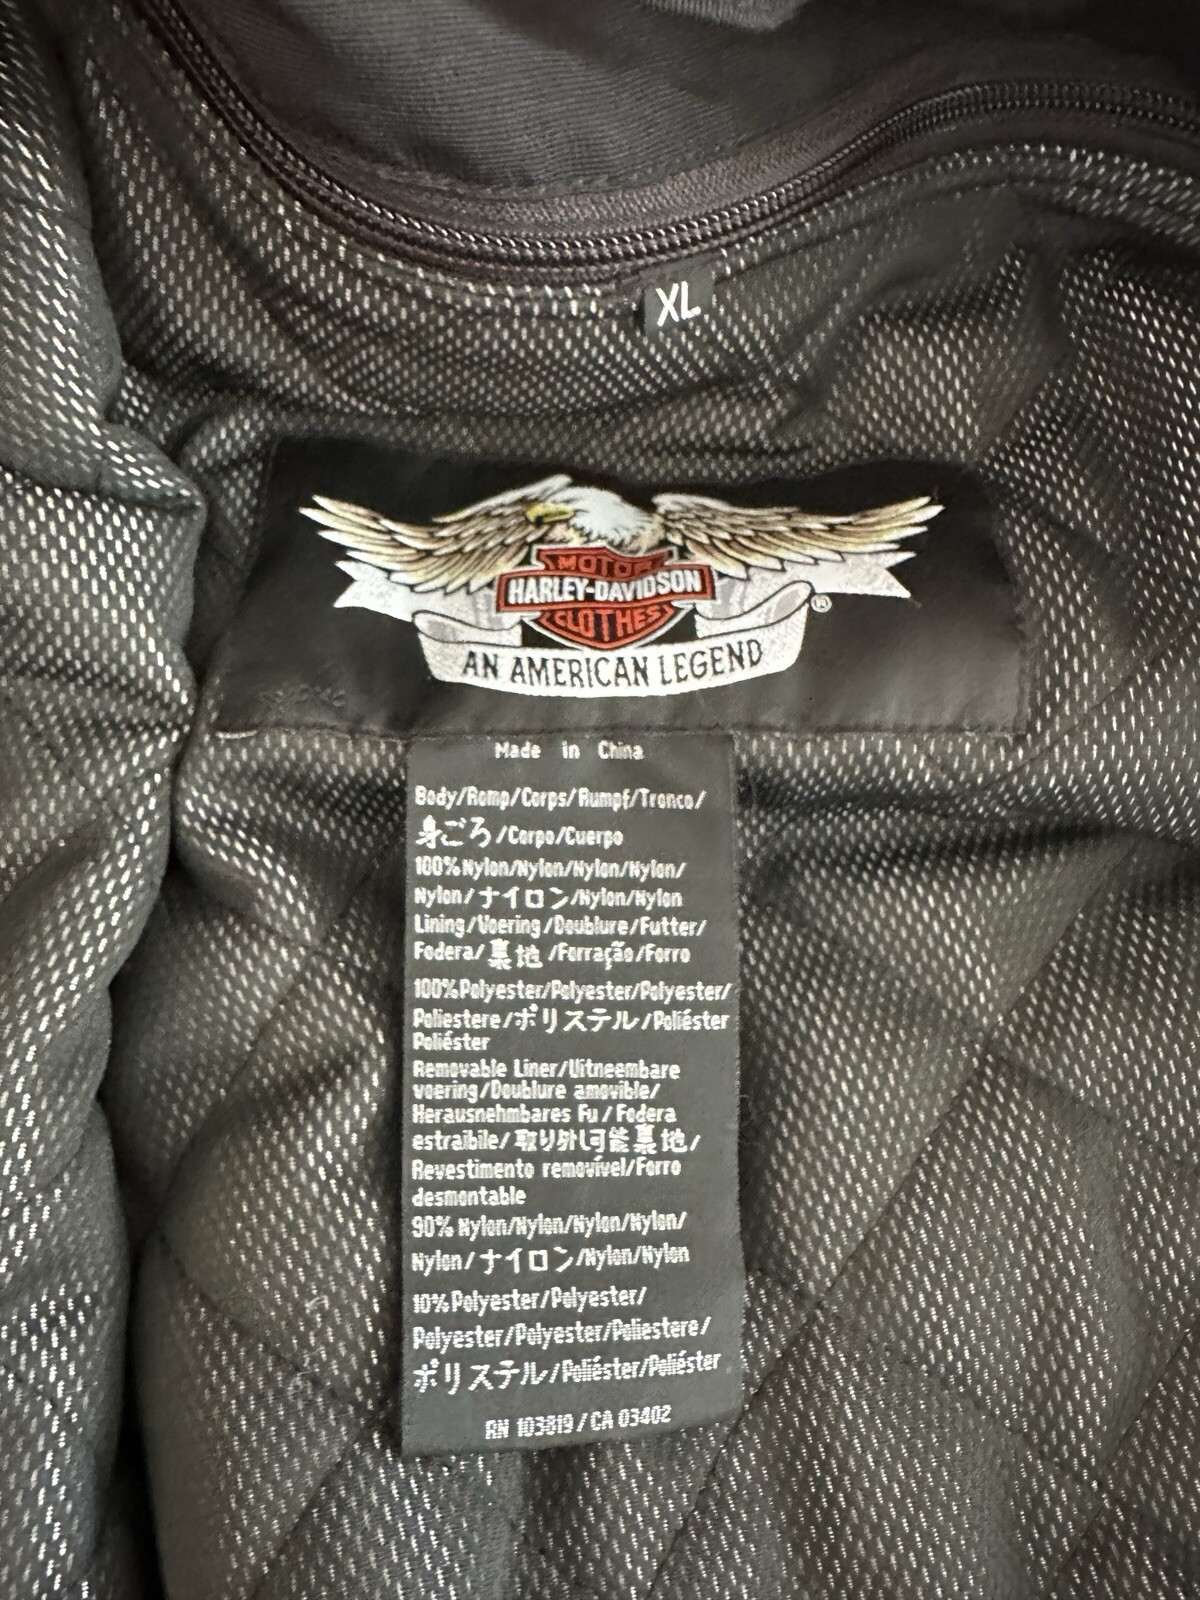 XL
MOTOR
HARLEY-DAVIDSON
CLOTHES
®
AN AMERICAN LEGEND
Made in China
Body/Romp/Corps/Rumpf/Tronco/
身ごろ/Corpo/Cuerpo
100%Nylon/Nylon/Nylon/Nylon/
Nylon/ナイロン/Nylon/Nylon
Lining/Voering/Doublure/Futter/
Fodera/裏地/Forração/Forro
100%Polyester/Polyester/Polyester/
Poliestere/ポリステル/Poliéster
Poliéster
Removable Liner/Uitneembare
voering/Doublure amovible/
Herausnehmbares Fu/Fodera
estraibile/取り外し可能裏地/
Revestimento removível/Forro
desmontable
90% Nylon/Nylon/Nylon/Nylon/
Nylon/ナイロン/Nylon/Nylon
10%Polyester/Polyester/
Polyester/Polyester/Poliestere/
ポリステル/Poliéster/Poliéster
RN 103819/CA 03402